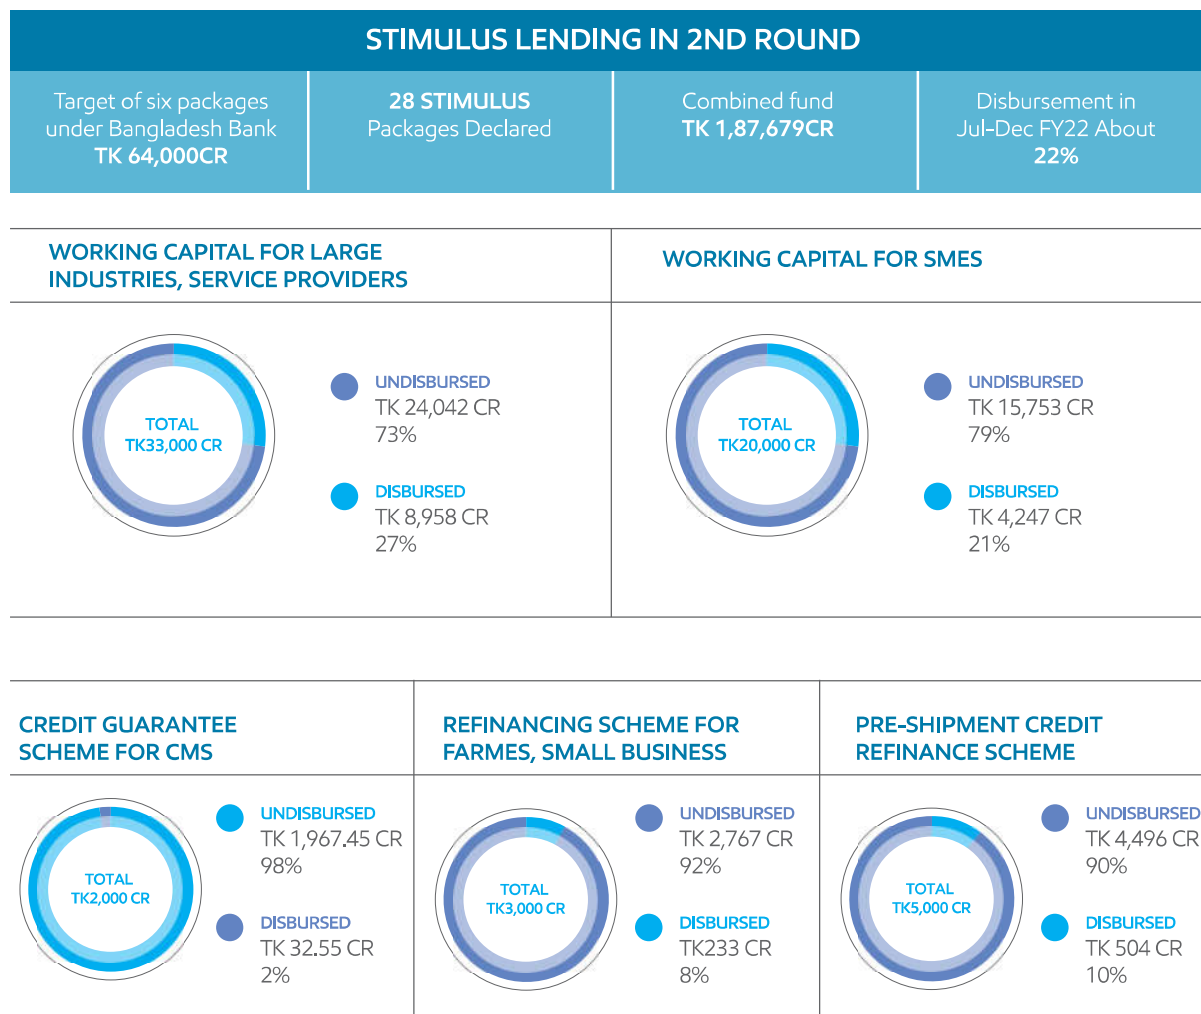 STIMULUS LENDING IN 2ND ROUND
Target of six packages
under Bangladesh Bank
TK 64,000CR
28 STIMULUS
Packages Declared
Combined fund
TK 1,87,679CR
Disbursement in
Jul-Dec FY22 About
22%
WORKING CAPITAL FOR LARGE
INDUSTRIES, SERVICE PROVIDERS
TOTAL
TK33,000 CR
UNDISBURSED
TK 24,042 CR
73%
DISBURSED
TK 8,958 CR
27%
WORKING CAPITAL FOR SMES
TOTAL
TK20,000 CR
UNDISBURSED
TK 15,753 CR
79%
DISBURSED
TK 4,247 CR
21%
CREDIT GUARANTEE
SCHEME FOR CMS
TOTAL
TK2,000 CR
UNDISBURSED
TK 1,967.45 CR
98%
DISBURSED
TK 32.55 CR
2%
REFINANCING SCHEME FOR
FARMES, SMALL BUSINESS
TOTAL
TK3,000 CR
UNDISBURSED
TK 2,767 CR
92%
DISBURSED
TK233 CR
8%
PRE-SHIPMENT CREDIT
REFINANCE SCHEME
TOTAL
TK5,000 CR
UNDISBURSED
TK 4,496 CR
90%
DISBURSED
TK 504 CR
10%